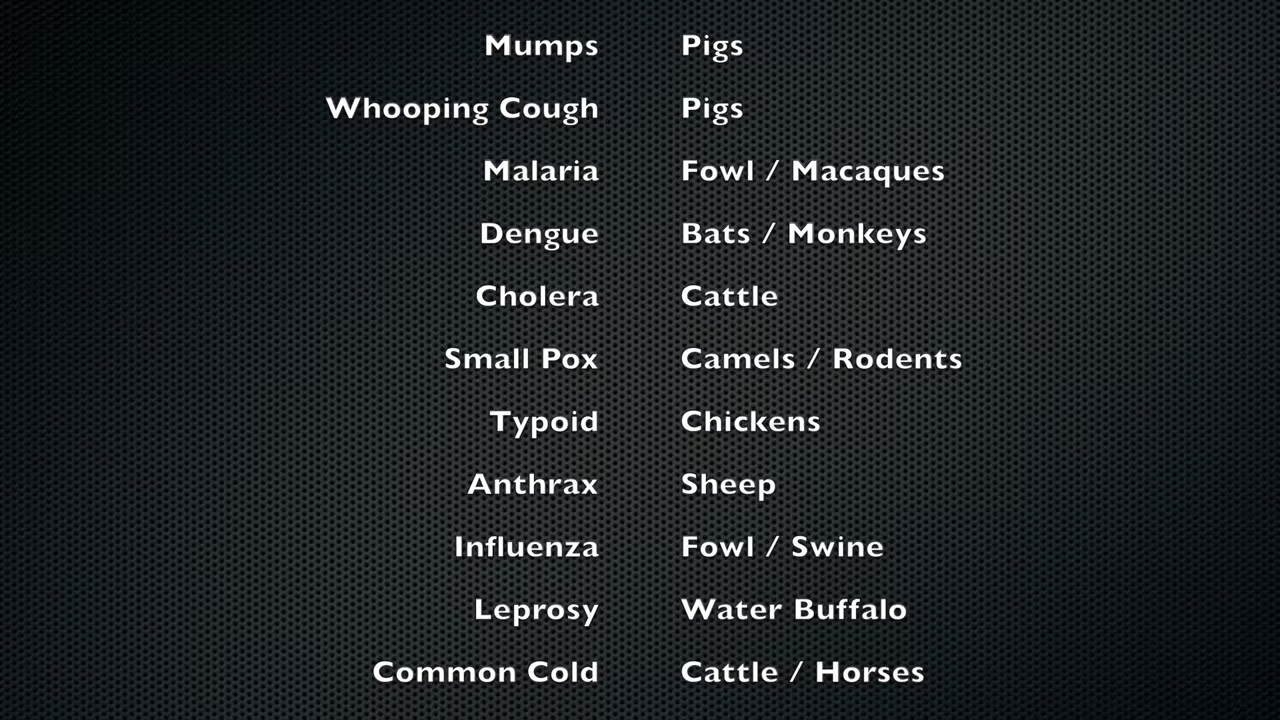 Mumps Pigs
Whooping Cough Pigs
Malaria Fowl / Macaques
Dengue Bats / Monkeys
Cholera Cattle
Small Pox Camels / Rodents
Typoid Chickens
Anthrax Sheep
Influenza Fowl / Swine
Leprosy Water Buffalo
Common Cold Cattle / Horses